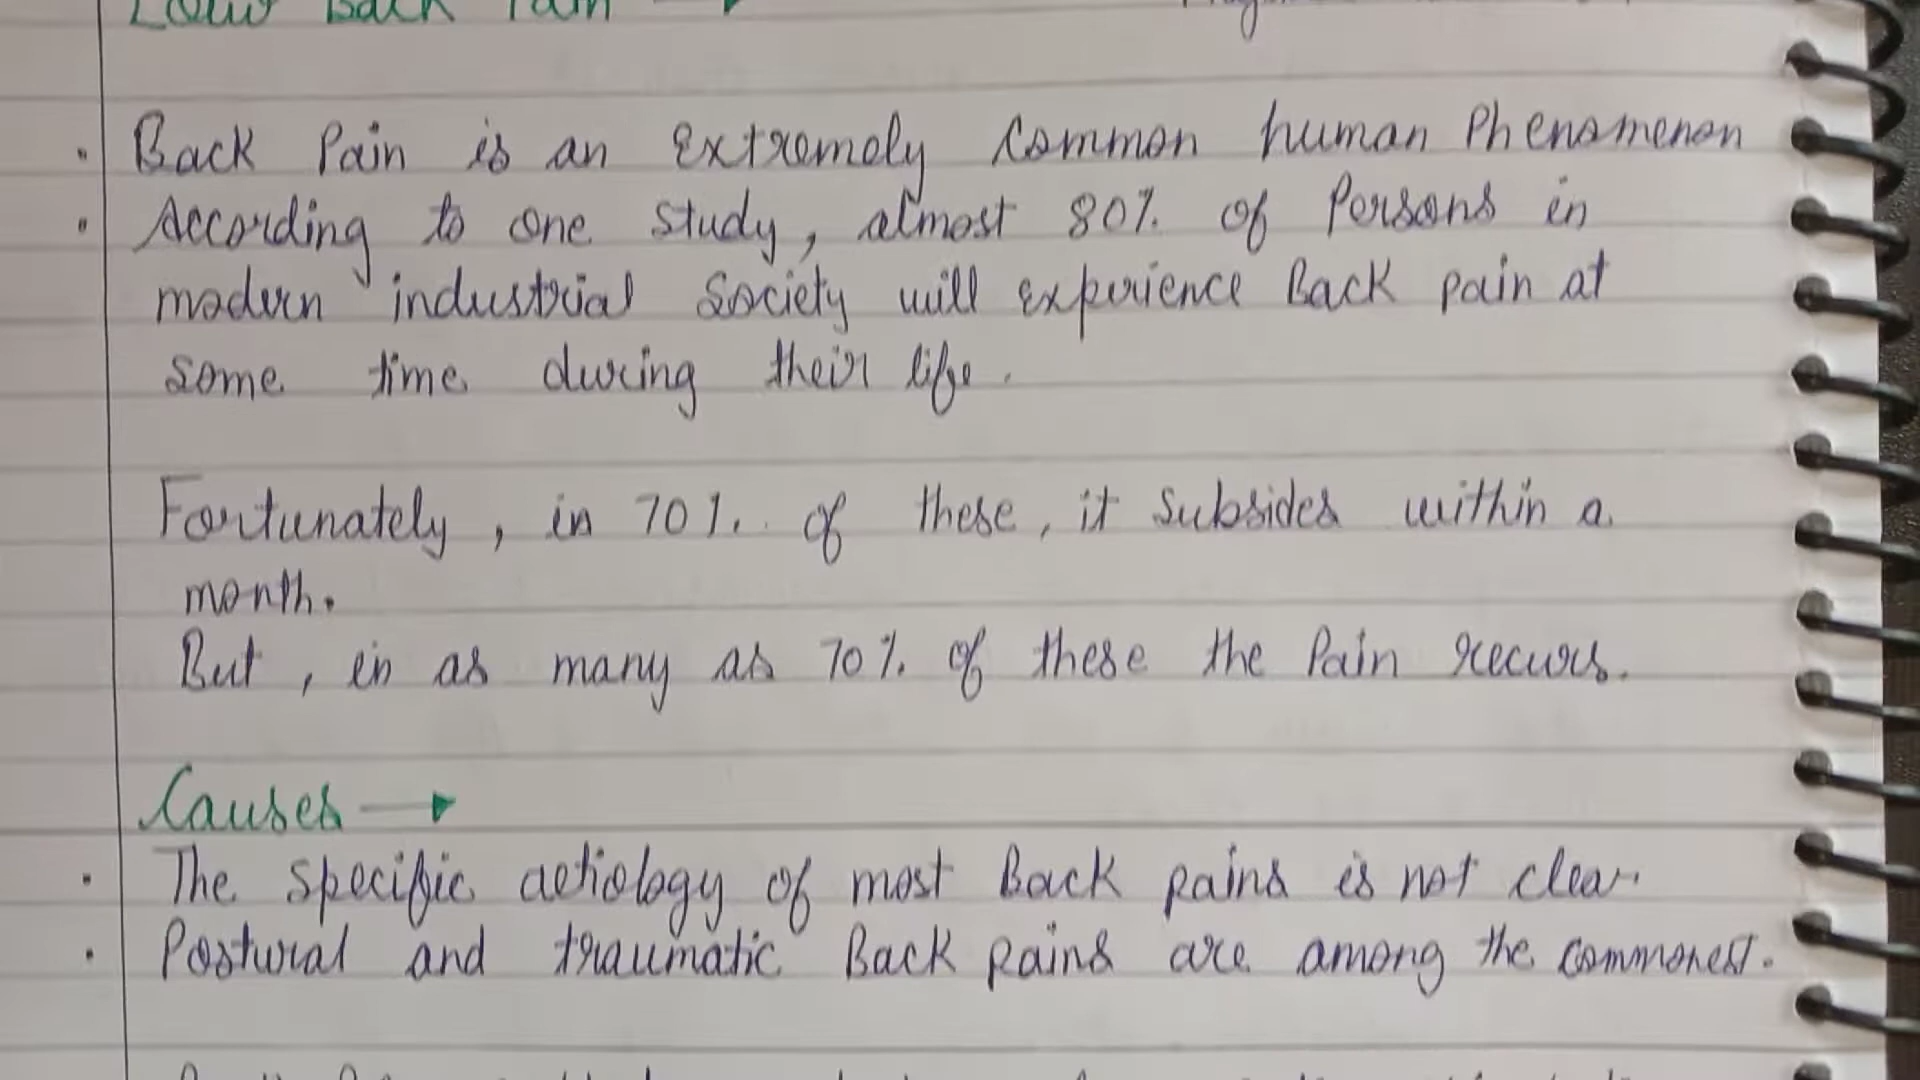 Low Back Pain →
• Back Pain is an Extremely Common human Phenomenon
• According to one study, almost 80% of Persons in
modern industrial Society will experience Back pain at
some time during their life.
Fortunately, in 70%. of these, it Subsides within a
month.
But, in as many as 70%. of these the Pain recurs.
Causes →
• The specific aetiology of most Back pains is not clear.
• Postural and traumatic Back pains are among the commonest.